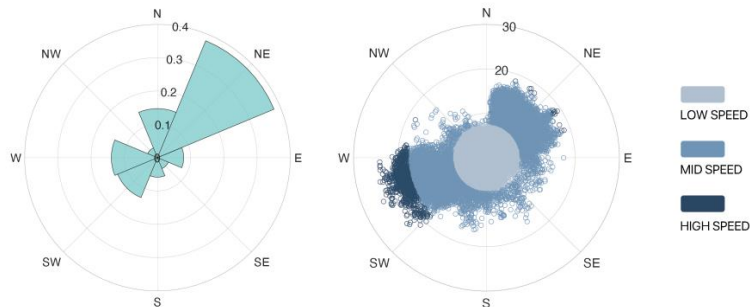 N
0.4
0.3
0.2
0.1
0
NE
E
SE
S
SW
W
NW
N
30
20
NE
E
SE
S
SW
W
NW
LOW SPEED
MID SPEED
HIGH SPEED